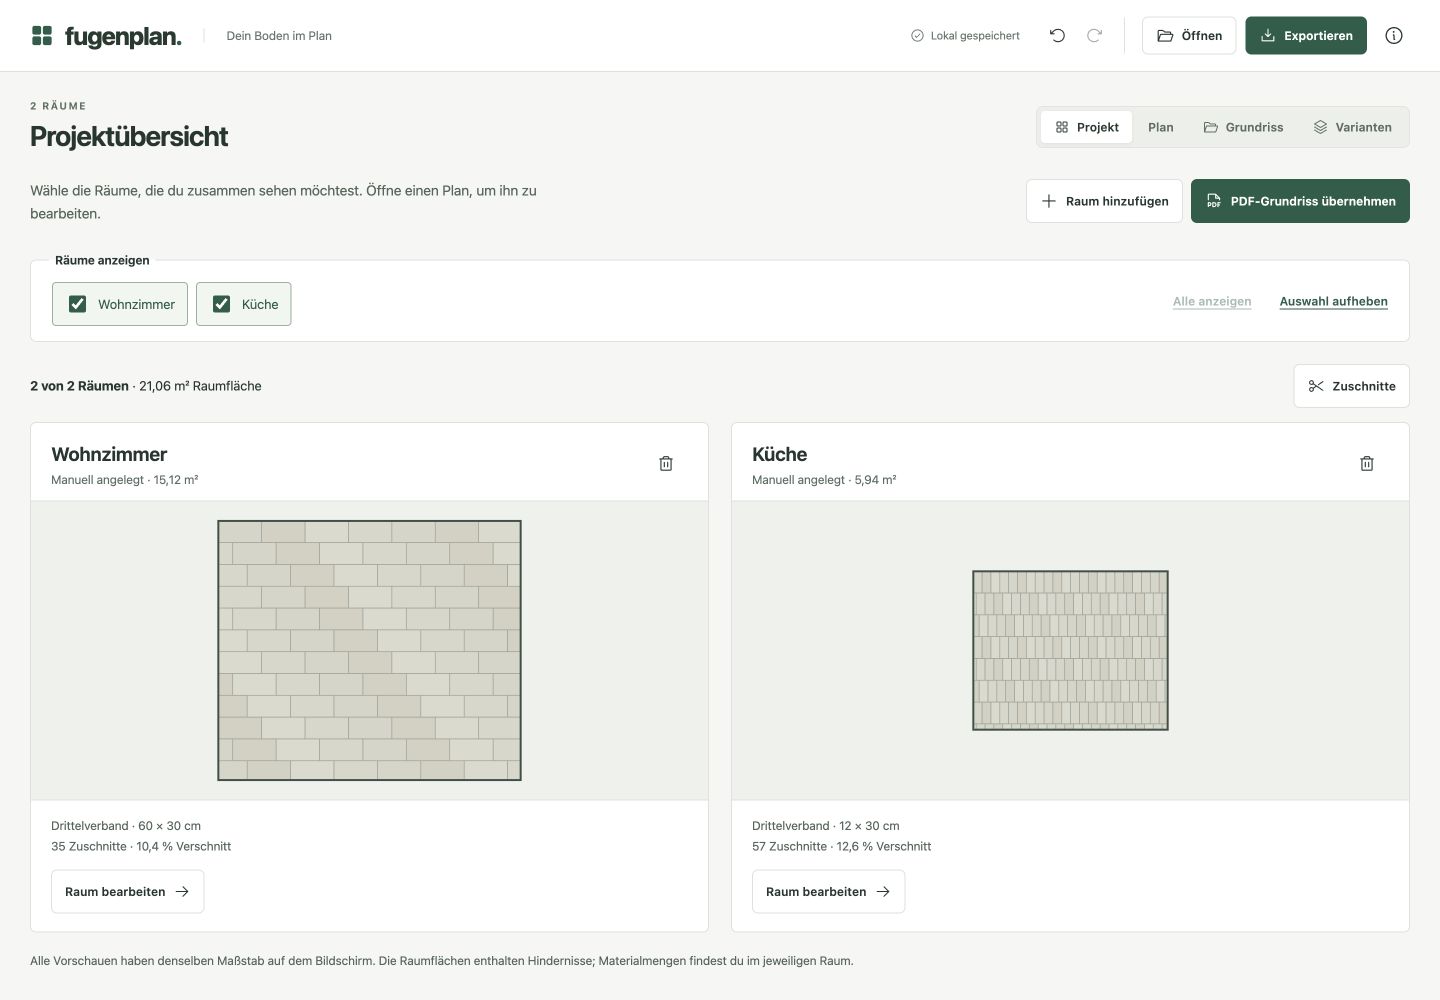 fugenplan.
Dein Boden im Plan
Lokal gespeichert
Öffnen
Exportieren
2 RÄUME
Projektübersicht
Projekt
Plan
Grundriss
Varianten
Wähle die Räume, die du zusammen sehen möchtest. Öffne einen Plan, um ihn zu
bearbeiten.
Raum hinzufügen
PDF
PDF-Grundriss übernehmen
Räume anzeigen
Wohnzimmer
Küche
Alle anzeigen
Auswahl aufheben
2 von 2 Räumen · 21,06 m² Raumfläche
Zuschnitte
Wohnzimmer
Manuell angelegt · 15,12 m²
Küche
Manuell angelegt · 5,94 m²
Drittelverband · 60 × 30 cm
35 Zuschnitte · 10,4 % Verschnitt
Raum bearbeiten
Drittelverband · 12 × 30 cm
57 Zuschnitte · 12,6 % Verschnitt
Raum bearbeiten
Alle Vorschauen haben denselben Maßstab auf dem Bildschirm. Die Raumflächen enthalten Hindernisse; Materialmengen findest du im jeweiligen Raum.